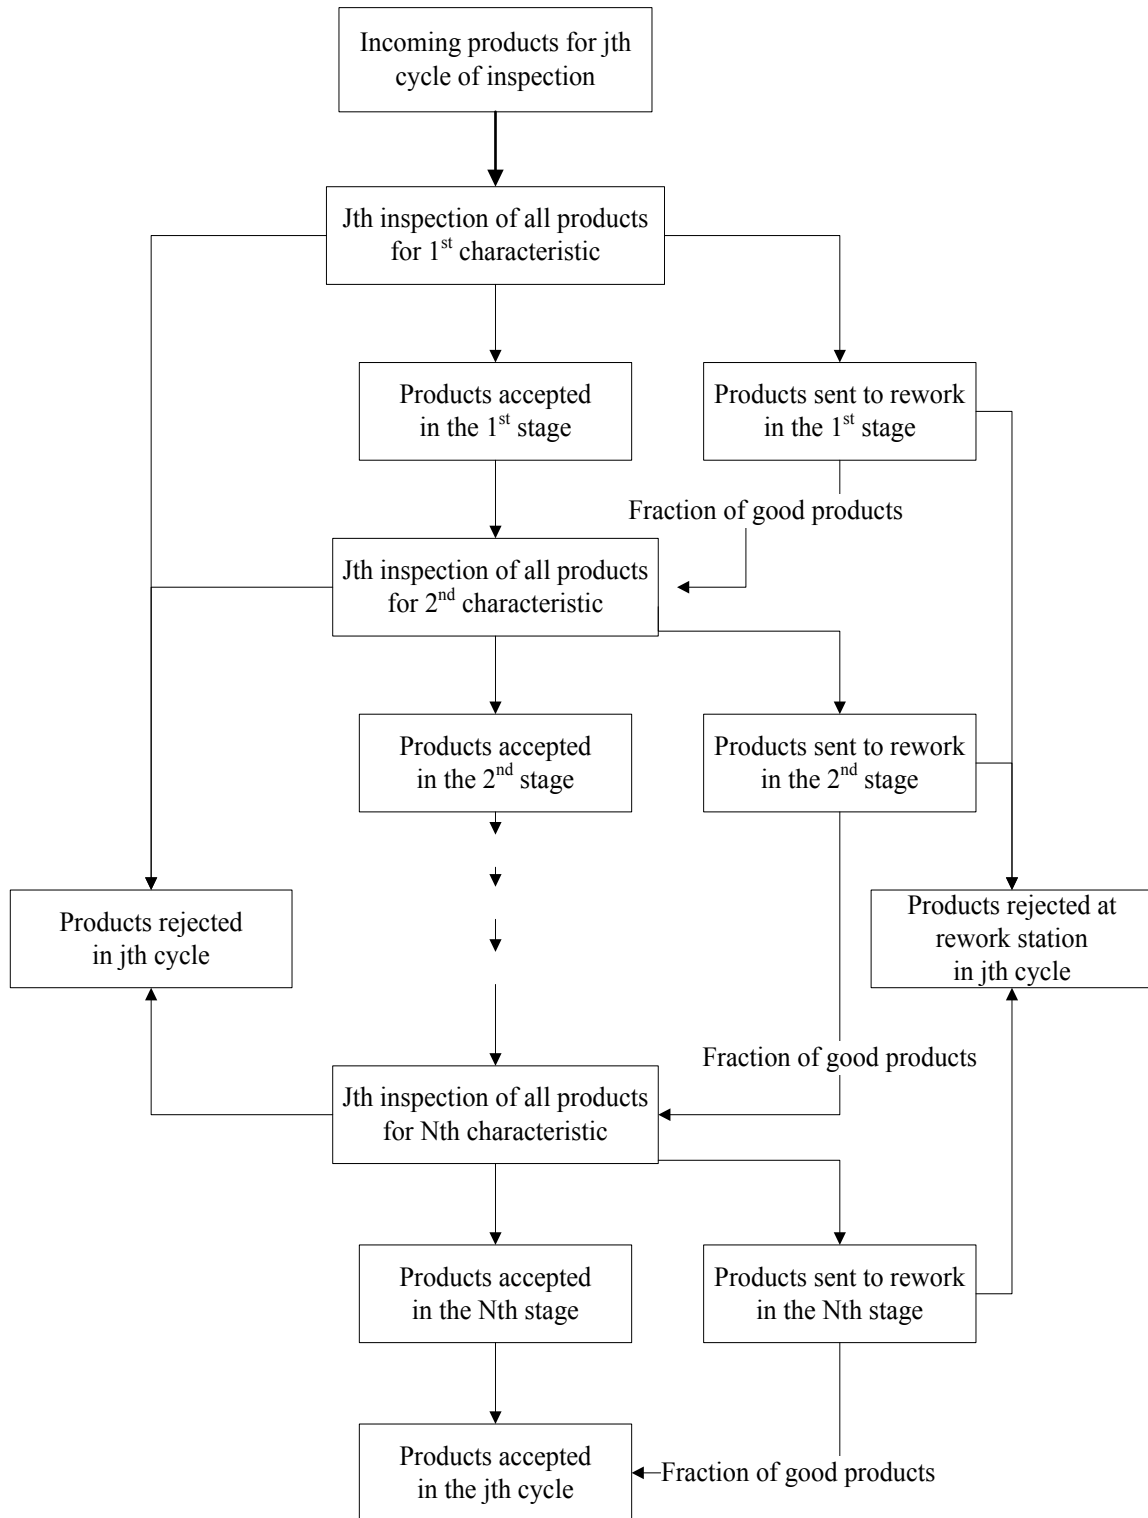 Incoming products for jth
cycle of inspection
Jth inspection of all products
for 1st characteristic
Products accepted
in the 1st stage
Products sent to rework
in the 1st stage
Fraction of good products
Jth inspection of all products
for 2nd characteristic
Products accepted
in the 2nd stage
Products sent to rework
in the 2nd stage
Products rejected
in jth cycle
Products rejected at
rework station
in jth cycle
Fraction of good products
Jth inspection of all products
for Nth characteristic
Products accepted
in the Nth stage
Products sent to rework
in the Nth stage
Products accepted
in the jth cycle
Fraction of good products